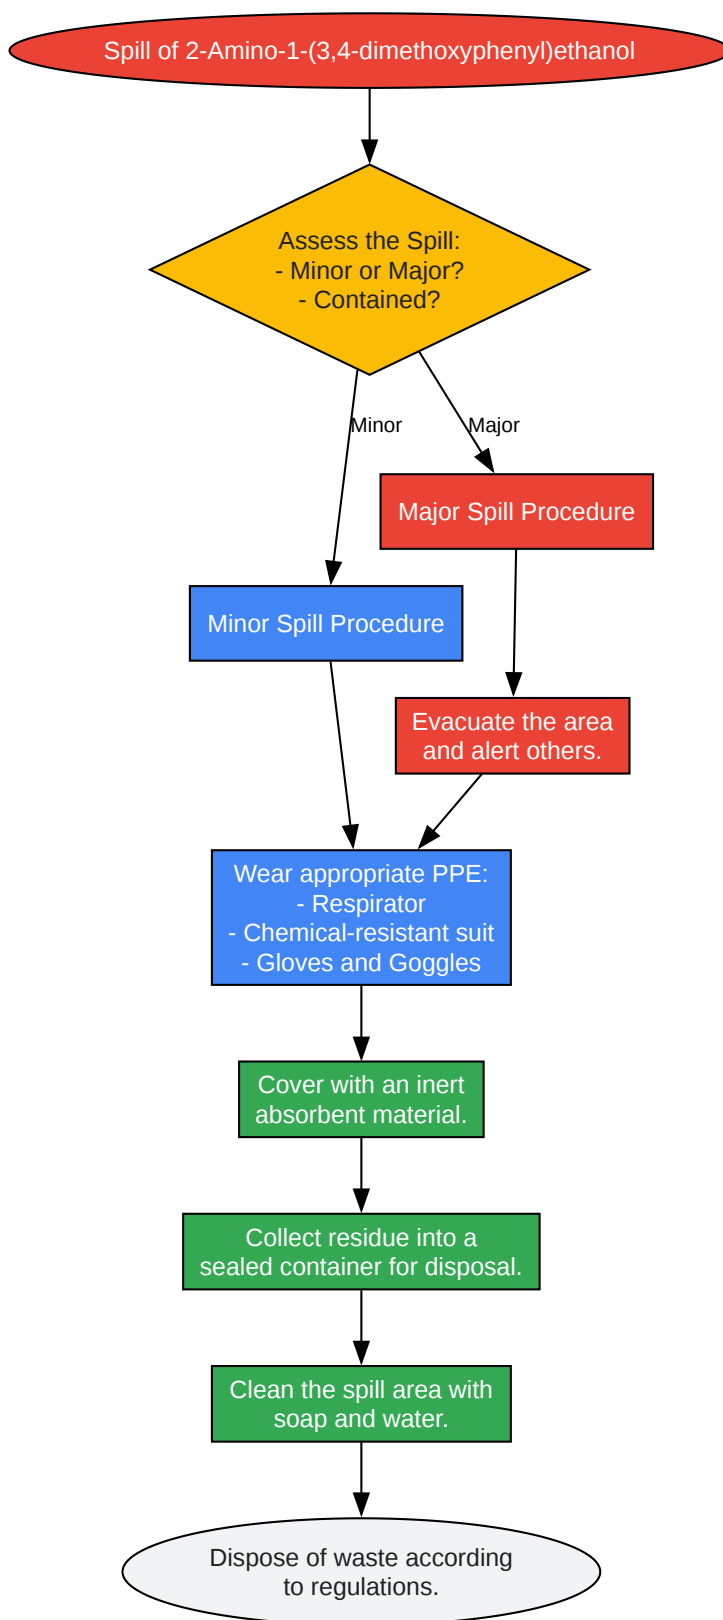 Spill of 2-Amino-1-(3,4-dimethoxyphenyl)ethanol
Assess the Spill:
- Minor or Major?
- Contained?
Minor
Major
Major Spill Procedure
Minor Spill Procedure
Evacuate the area
and alert others.
Wear appropriate PPE:
- Respirator
- Chemical-resistant suit
- Gloves and Goggles
Cover with an inert
absorbent material.
Collect residue into a
sealed container for disposal.
Clean the spill area with
soap and water.
Dispose of waste according
to regulations.